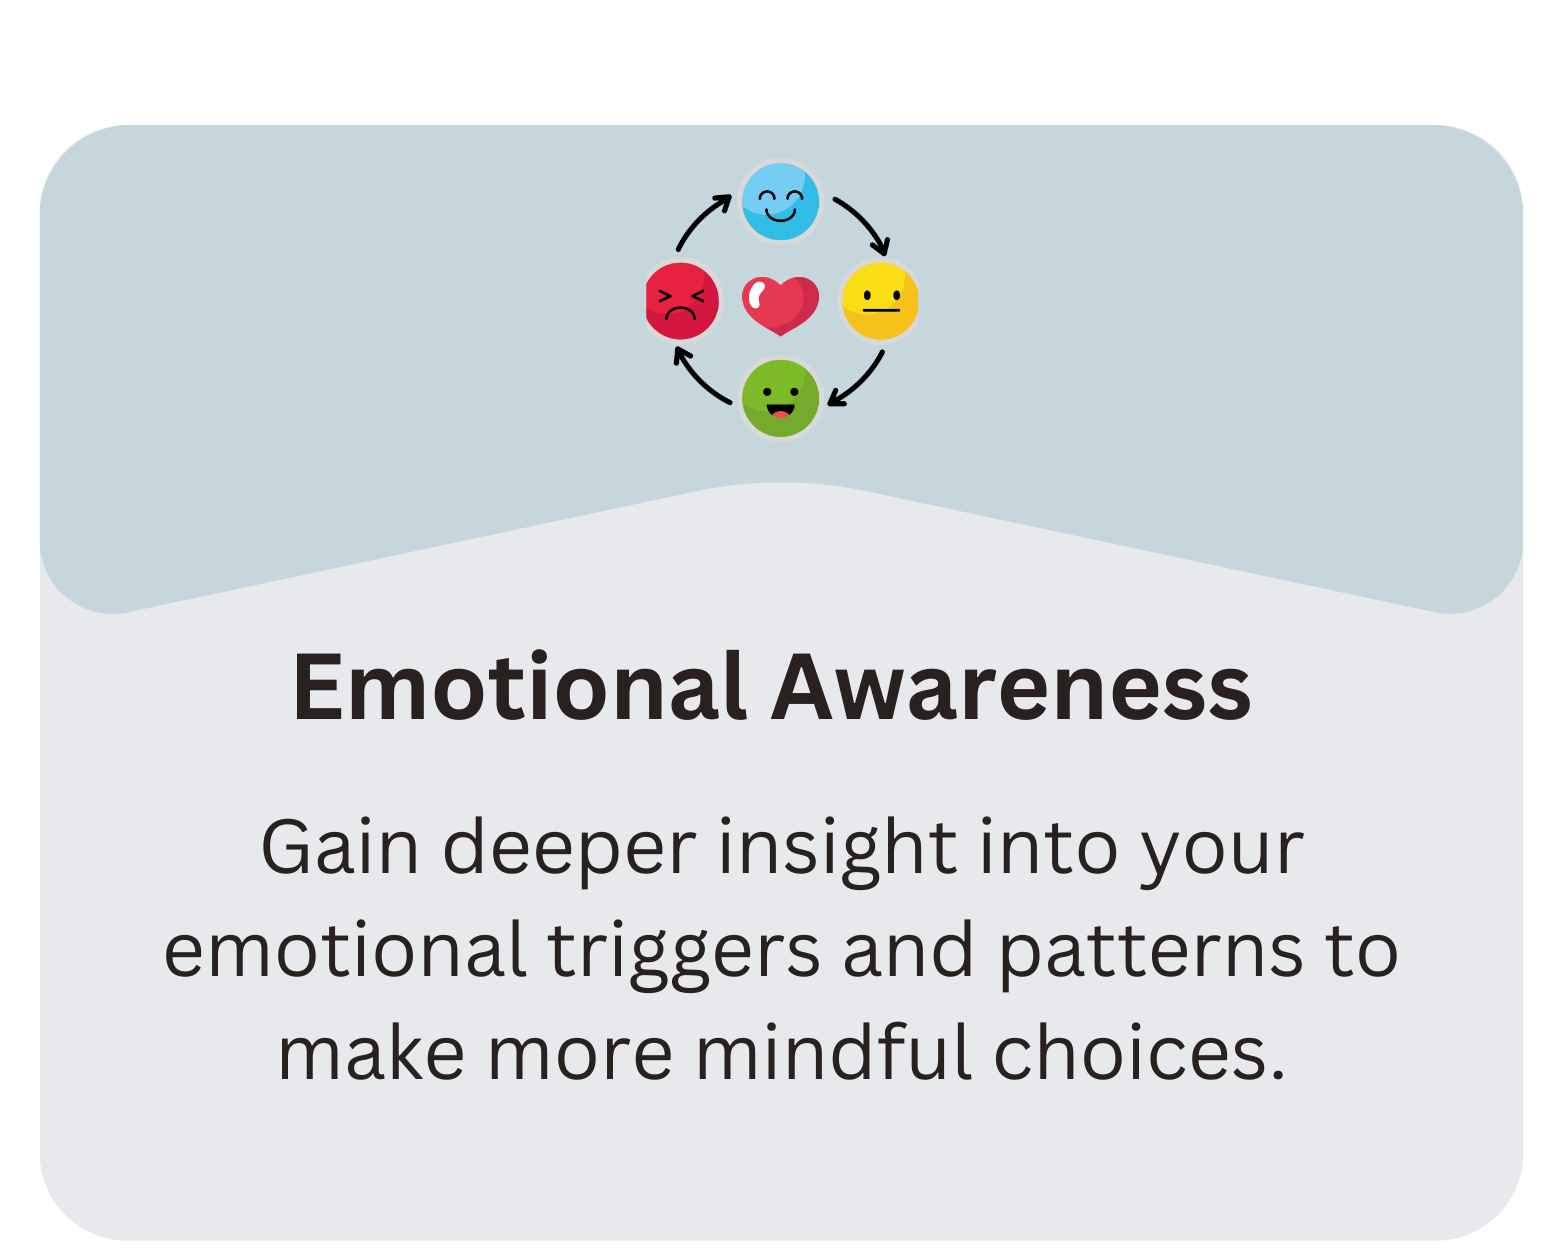 Emotional Awareness
Gain deeper insight into your
emotional triggers and patterns to
make more mindful choices.